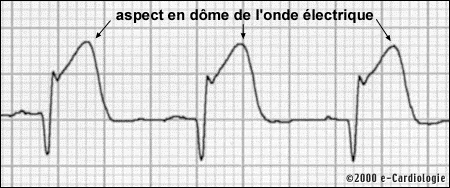 aspect en dôme de l'onde électrique
©2000 e-Cardiologie